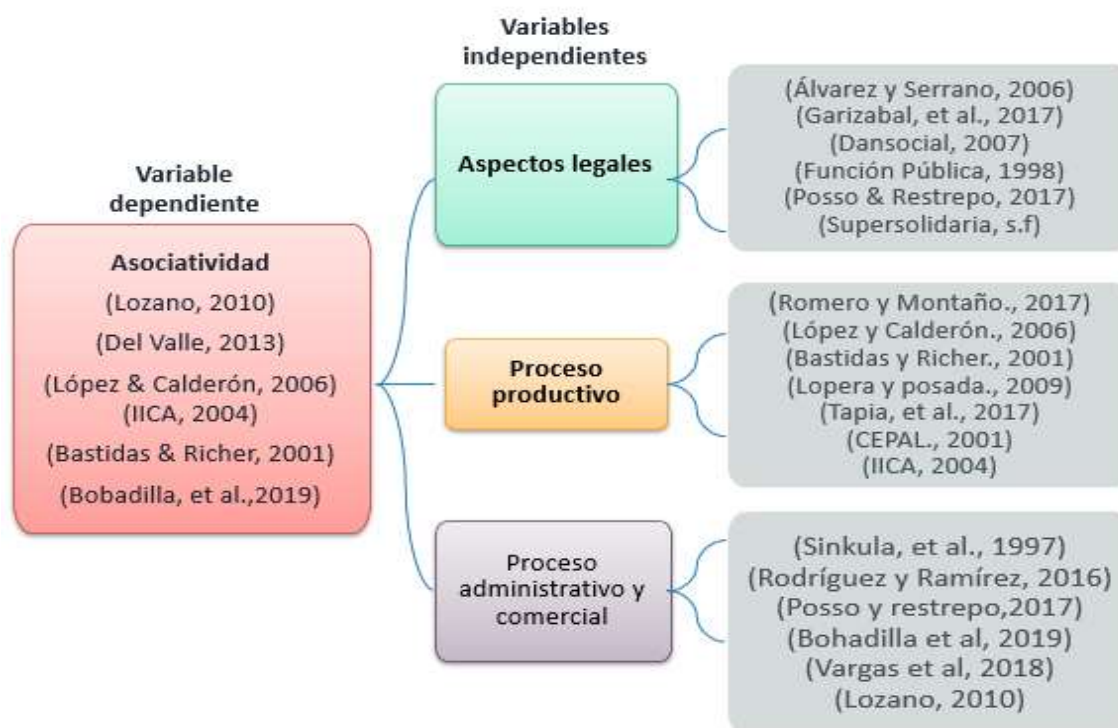 Variable
dependiente
Asociatividad
(Lozano, 2010)
(Del Valle, 2013)
(López & Calderón, 2006)
(IICA, 2004)
(Bastidas & Richer, 2001)
(Bobadilla, et al.,2019)
Variables
independientes
Aspectos legales
(Álvarez y Serrano, 2006)
(Garizabal, et al., 2017)
(Dansocial, 2007)
(Función Pública, 1998)
(Posso & Restrepo, 2017)
(Supersolidaria, s.f)
Proceso
productivo
(Romero y Montaño., 2017)
(López y Calderón., 2006)
(Bastidas y Richer., 2001)
(Lopera y posada., 2009)
(Tapia, et al., 2017)
(CEPAL., 2001)
(IICA, 2004)
Proceso
administrativo y
comercial
(Sinkula, et al., 1997)
(Rodríguez y Ramírez, 2016)
(Posso y restrepo,2017)
(Bohadilla et al, 2019)
(Vargas et al, 2018)
(Lozano, 2010)